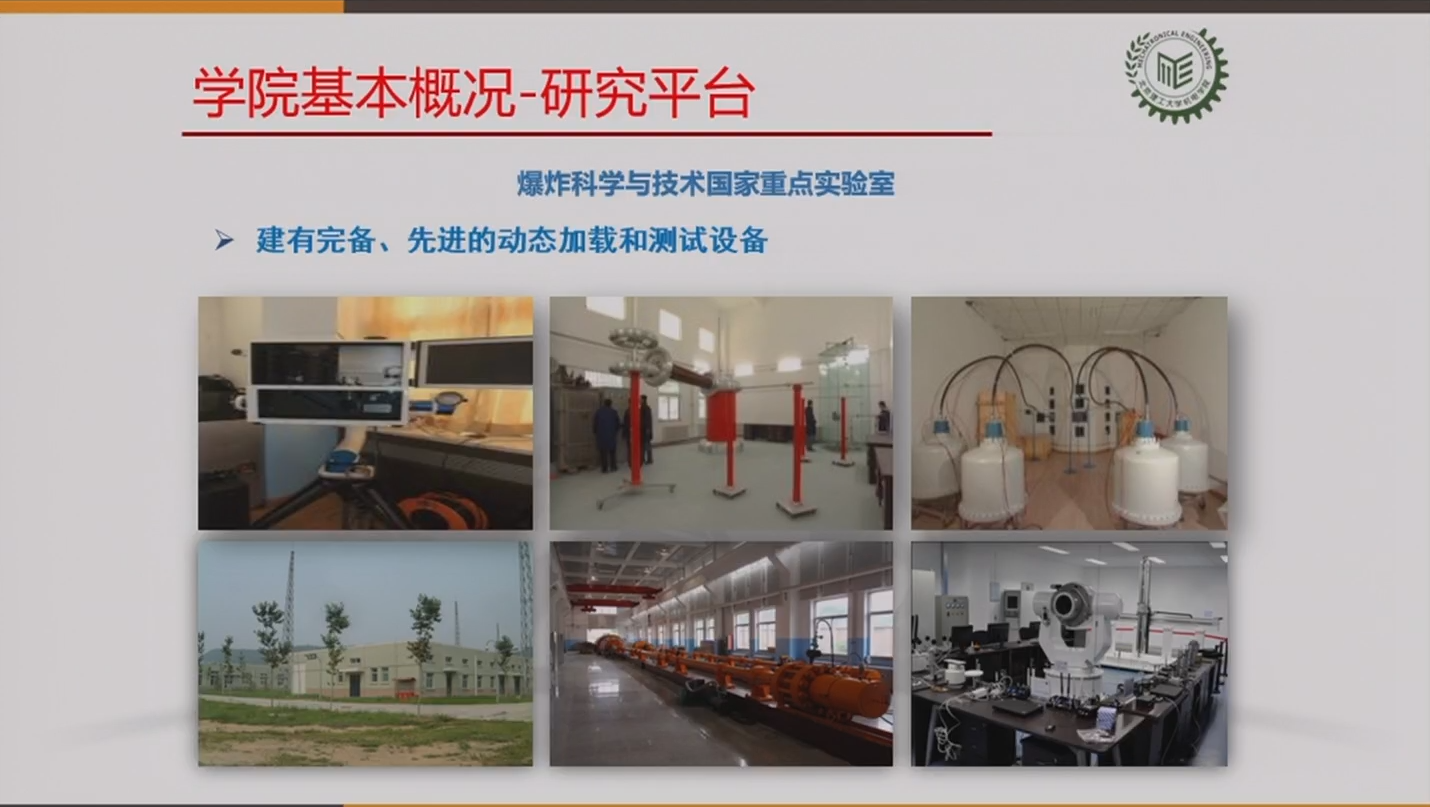 学院基本概况-研究平台
MECHATRONICAL ENGINEERING
北京理工大学机电学院
爆炸科学与技术国家重点实验室
➢ 建有完备、先进的动态加载和测试设备